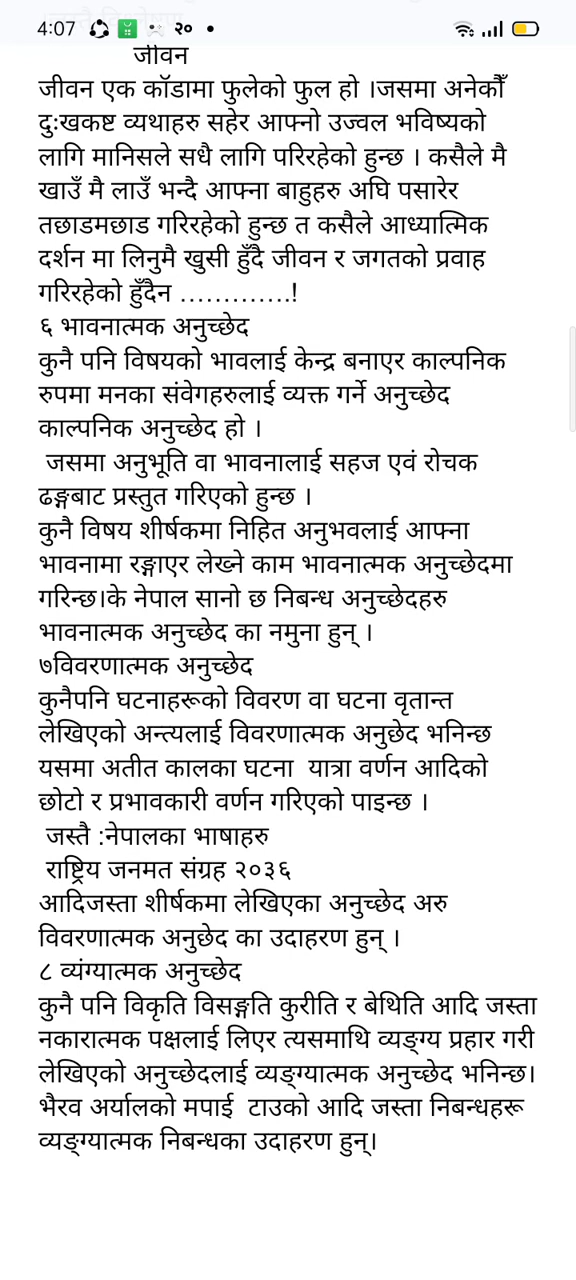 4:07 २०
जीवन
जीवन एक काँडामा फुलेको फुल हो ।जसमा अनेकौँ
दुःखकष्ट व्यथाहरु सहेर आफ्नो उज्वल भविष्यको
लागि मानिसले सधै लागि परिरहेको हुन्छ । कसैले मै
खाउँ मै लाउँ भन्दै आफ्ना बाहुहरु अघि पसारेर
तछाडमछाड गरिरहेको हुन्छ त कसैले आध्यात्मिक
दर्शन मा लिनुमै खुसी हुँदै जीवन र जगतको प्रवाह
गरिरहेको हुँदैन ………….!
६ भावनात्मक अनुच्छेद
कुनै पनि विषयको भावलाई केन्द्र बनाएर काल्पनिक
रुपमा मनका संवेगहरुलाई व्यक्त गर्ने अनुच्छेद
काल्पनिक अनुच्छेद हो ।
जसमा अनुभूति वा भावनालाई सहज एवं रोचक
ढङ्गबाट प्रस्तुत गरिएको हुन्छ ।
कुनै विषय शीर्षकमा निहित अनुभवलाई आफ्ना
भावनामा रङ्गाएर लेख्ने काम भावनात्मक अनुच्छेदमा
गरिन्छ।के नेपाल सानो छ निबन्ध अनुच्छेदहरु
भावनात्मक अनुच्छेद का नमुना हुन् ।
७विवरणात्मक अनुच्छेद
कुनैपनि घटनाहरूको विवरण वा घटना वृतान्त
लेखिएको अन्त्यलाई विवरणात्मक अनुछेद भनिन्छ
यसमा अतीत कालका घटना यात्रा वर्णन आदिको
छोटो र प्रभावकारी वर्णन गरिएको पाइन्छ ।
जस्तै :नेपालका भाषाहरु
राष्ट्रिय जनमत संग्रह २०३६
आदिजस्ता शीर्षकमा लेखिएका अनुच्छेद अरु
विवरणात्मक अनुछेद का उदाहरण हुन् ।
८ व्यंग्यात्मक अनुच्छेद
कुनै पनि विकृति विसङ्गति कुरीति र बेथिति आदि जस्ता
नकारात्मक पक्षलाई लिएर त्यसमाथि व्यङ्ग्य प्रहार गरी
लेखिएको अनुच्छेदलाई व्यङ्ग्यात्मक अनुच्छेद भनिन्छ।
भैरव अर्यालको मपाई टाउको आदि जस्ता निबन्धहरू
व्यङ्ग्यात्मक निबन्धका उदाहरण हुन्।